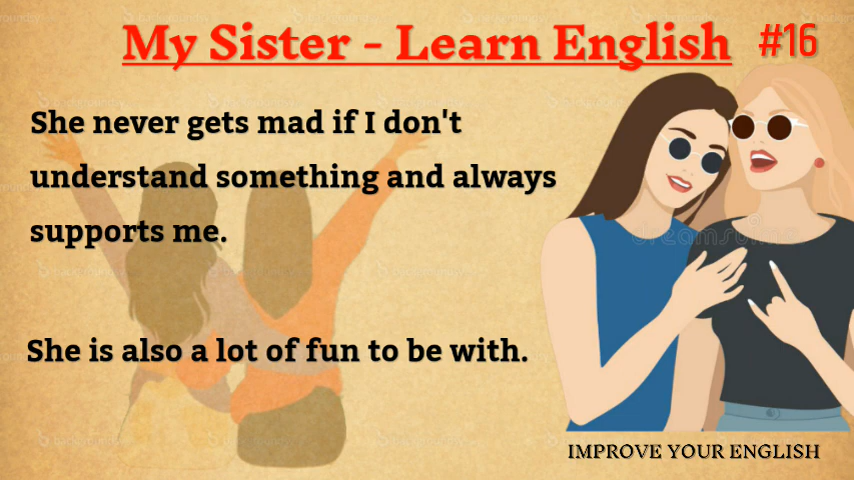 My Sister - Learn English #16
She never gets mad if I don't
understand something and always
supports me.
She is also a lot of fun to be with.
IMPROVE YOUR ENGLISH